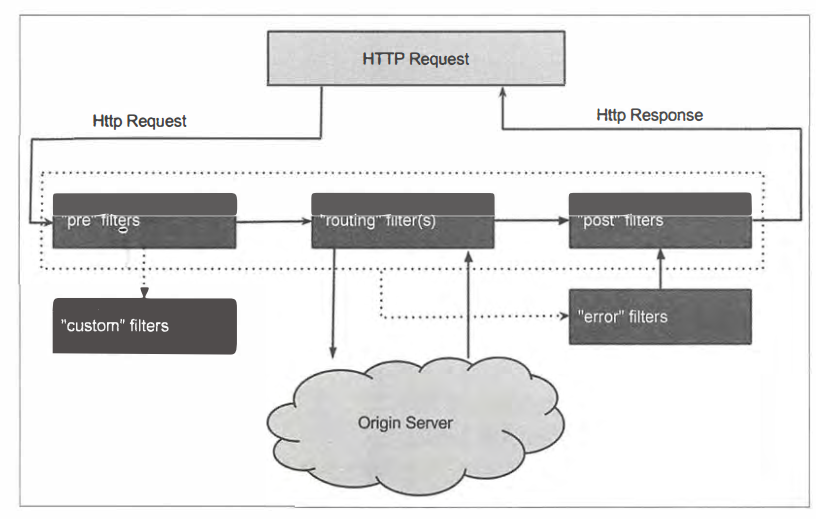 HTTP Request
Http Request
Http Response
"pre" filters
"routing" filter(s)
"post" filters
"custom" filters
"error" filters
Origin Server